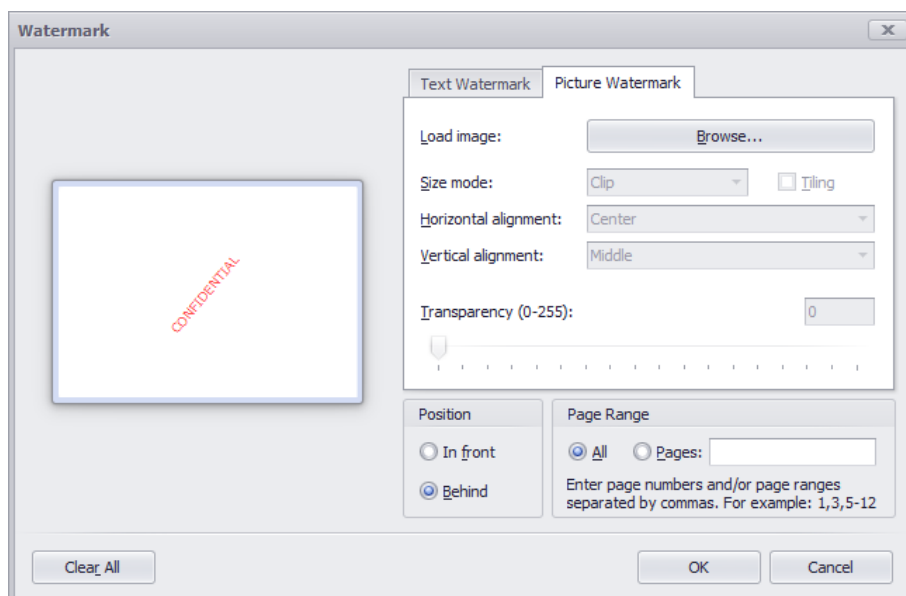 Watermark
Text Watermark
Picture Watermark
Load image:
Browse...
Size mode:
Clip
Tiling
Horizontal alignment:
Center
Vertical alignment:
Middle
Transparency (0-255):
0
CONFIDENTIAL
Position
In front
Behind
Page Range
All
Pages:
Enter page numbers and/or page ranges
separated by commas. For example: 1,3,5-12
Clear All
OK
Cancel